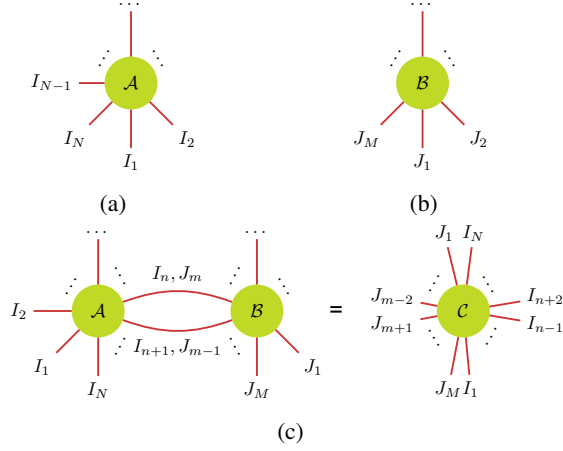 ...
...
I_{N-1}
𝒜
ℬ
I_N
I_2
J_M
J_2
I_1
J_1
(a)
(b)
...
...
J_1 I_N
I_n, J_m
J_{m-2}
I_{n+2}
I_2
𝒜
ℬ
=
𝒞
J_{m+1}
I_{n-1}
I_{n+1}, J_{m-1}
I_1
J_1
I_N
J_M
J_M I_1
(c)